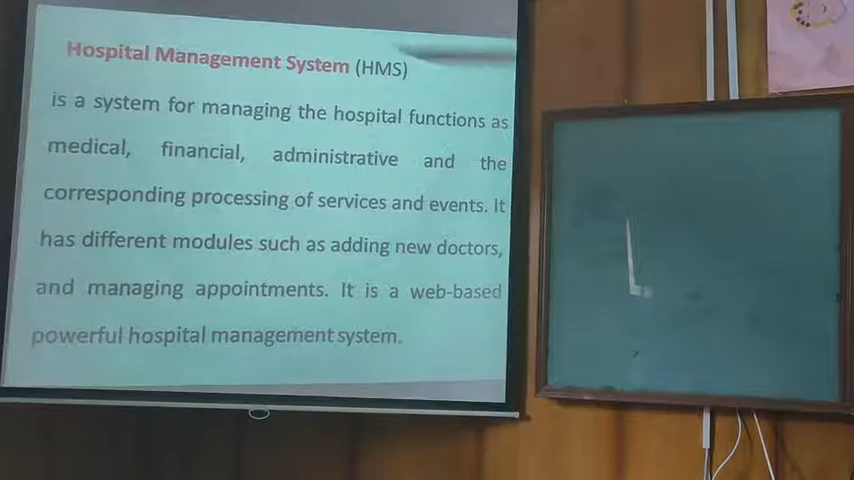 Hospital Management System (HMS)
is a system for managing the hospital functions as
medical, financial, administrative and the
corresponding processing of services and events. It
has different modules such as adding new doctors,
and managing appointments. It is a web-based
powerful hospital management system.